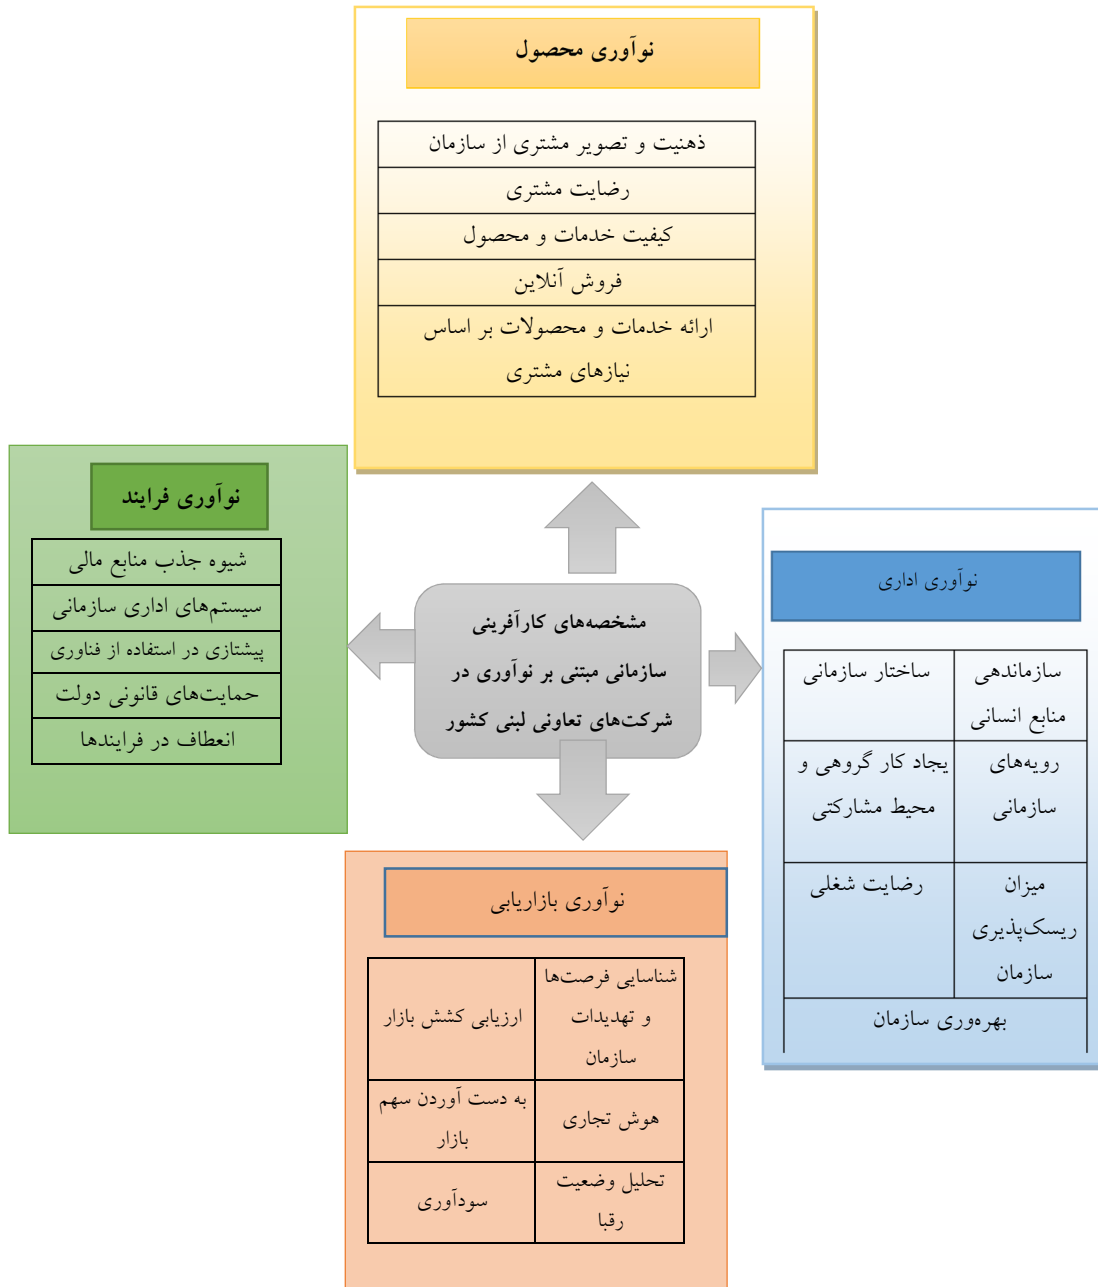 نوآوری محصول
ذهنیت و تصویر مشتری از سازمان
رضایت مشتری
کیفیت خدمات و محصول
فروش آنلاین
ارائه خدمات و محصولات بر اساس
نیازهای مشتری
نوآوری اداری
سازماندهی
منابع انسانی
ساختار سازمانی
رویه‌های
سازمانی
یجاد کار گروهی و
محیط مشارکتی
میزان
ریسک‌پذیری
سازمان
رضایت شغلی
بهره‌وری سازمان
مشخصه‌های کارآفرینی
سازمانی مبتنی بر نوآوری در
شرکت‌های تعاونی لبنی کشور
نوآوری فرایند
شیوه جذب منابع مالی
سیستم‌های اداری سازمانی
پیشتازی در استفاده از فناوری
حمایت‌های قانونی دولت
انعطاف در فرایندها
نوآوری بازاریابی
شناسایی فرصت‌ها
و تهدیدات
سازمان
ارزیابی کشش بازار
هوش تجاری
به دست آوردن سهم
بازار
تحلیل وضعیت
رقبا
سودآوری